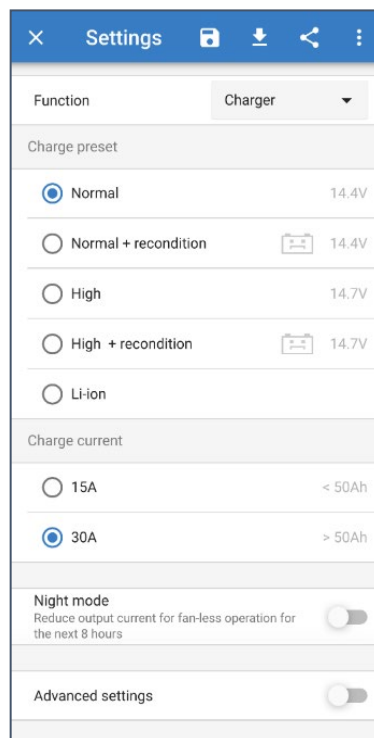 Settings
Function Charger
Charge preset
Normal 14.4V
Normal + recondition 14.4V
High 14.7V
High + recondition 14.7V
Li-ion
Charge current
15A < 50Ah
30A > 50Ah
Night mode
Reduce output current for fan-less operation for
the next 8 hours
Advanced settings